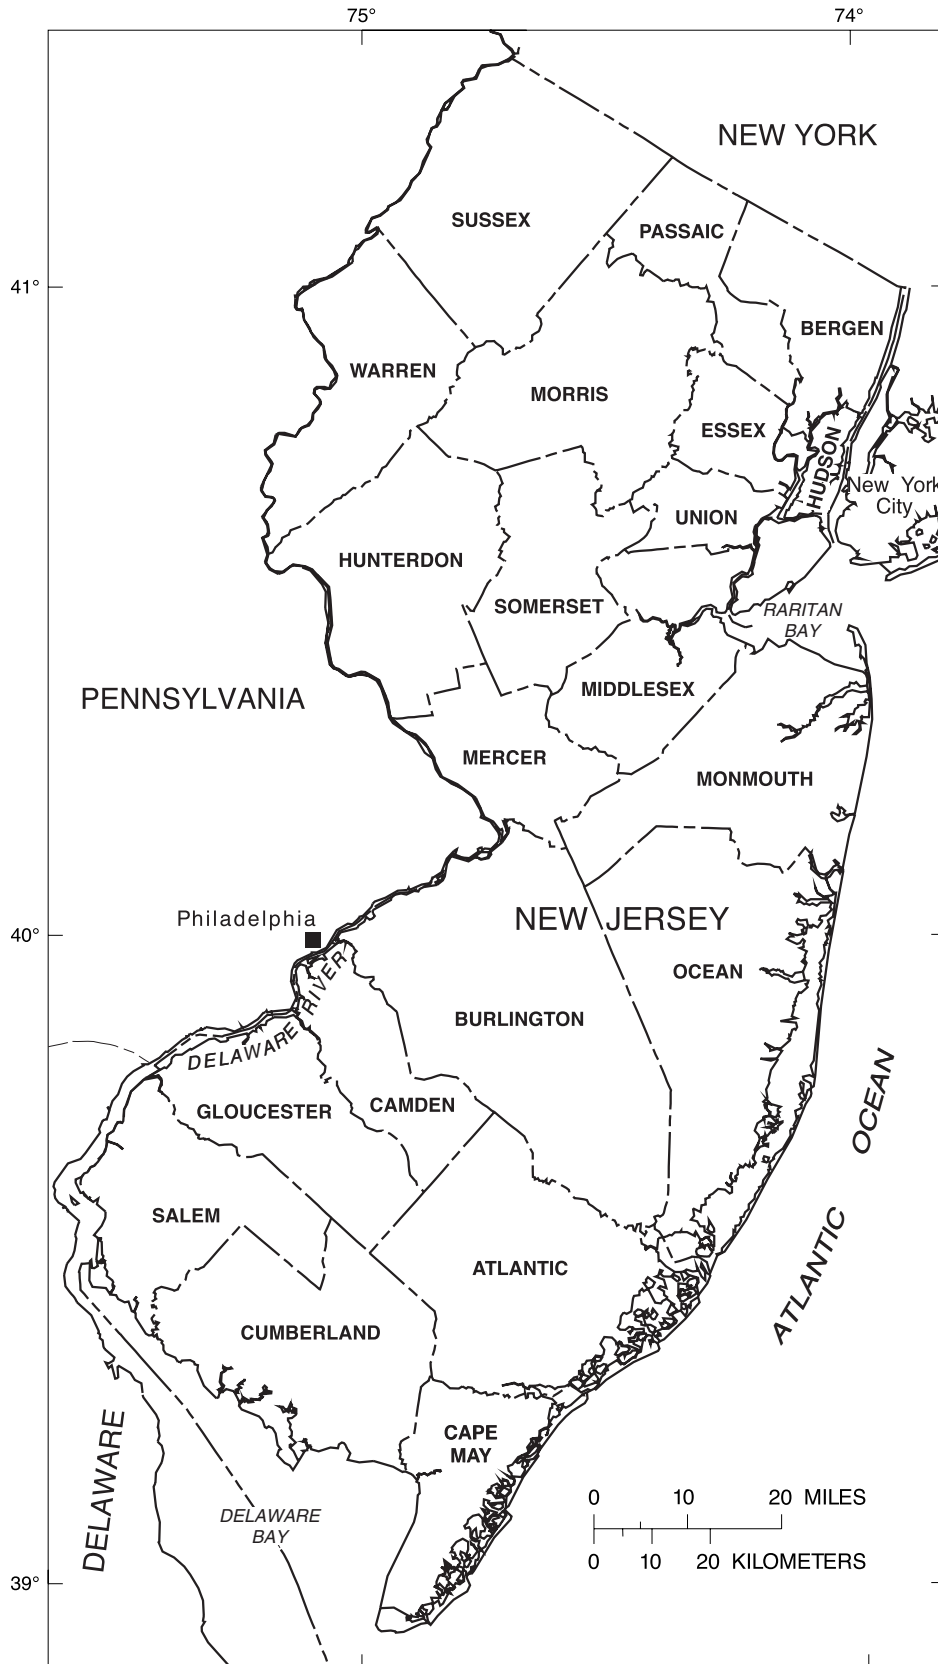 75°
74°
NEW YORK
SUSSEX
PASSAIC
41°
BERGEN
WARREN
MORRIS
ESSEX
HUDSON
New York
City
UNION
HUNTERDON
SOMERSET
RARITAN
BAY
PENNSYLVANIA
MIDDLESEX
MERCER
MONMOUTH
Philadelphia
NEW JERSEY
40°
OCEAN
DELAWARE RIVER
BURLINGTON
GLOUCESTER
CAMDEN
ATLANTIC OCEAN
SALEM
ATLANTIC
CUMBERLAND
DELAWARE
CAPE
MAY
DELAWARE
BAY
0 10 20 MILES
0 10 20 KILOMETERS
39°